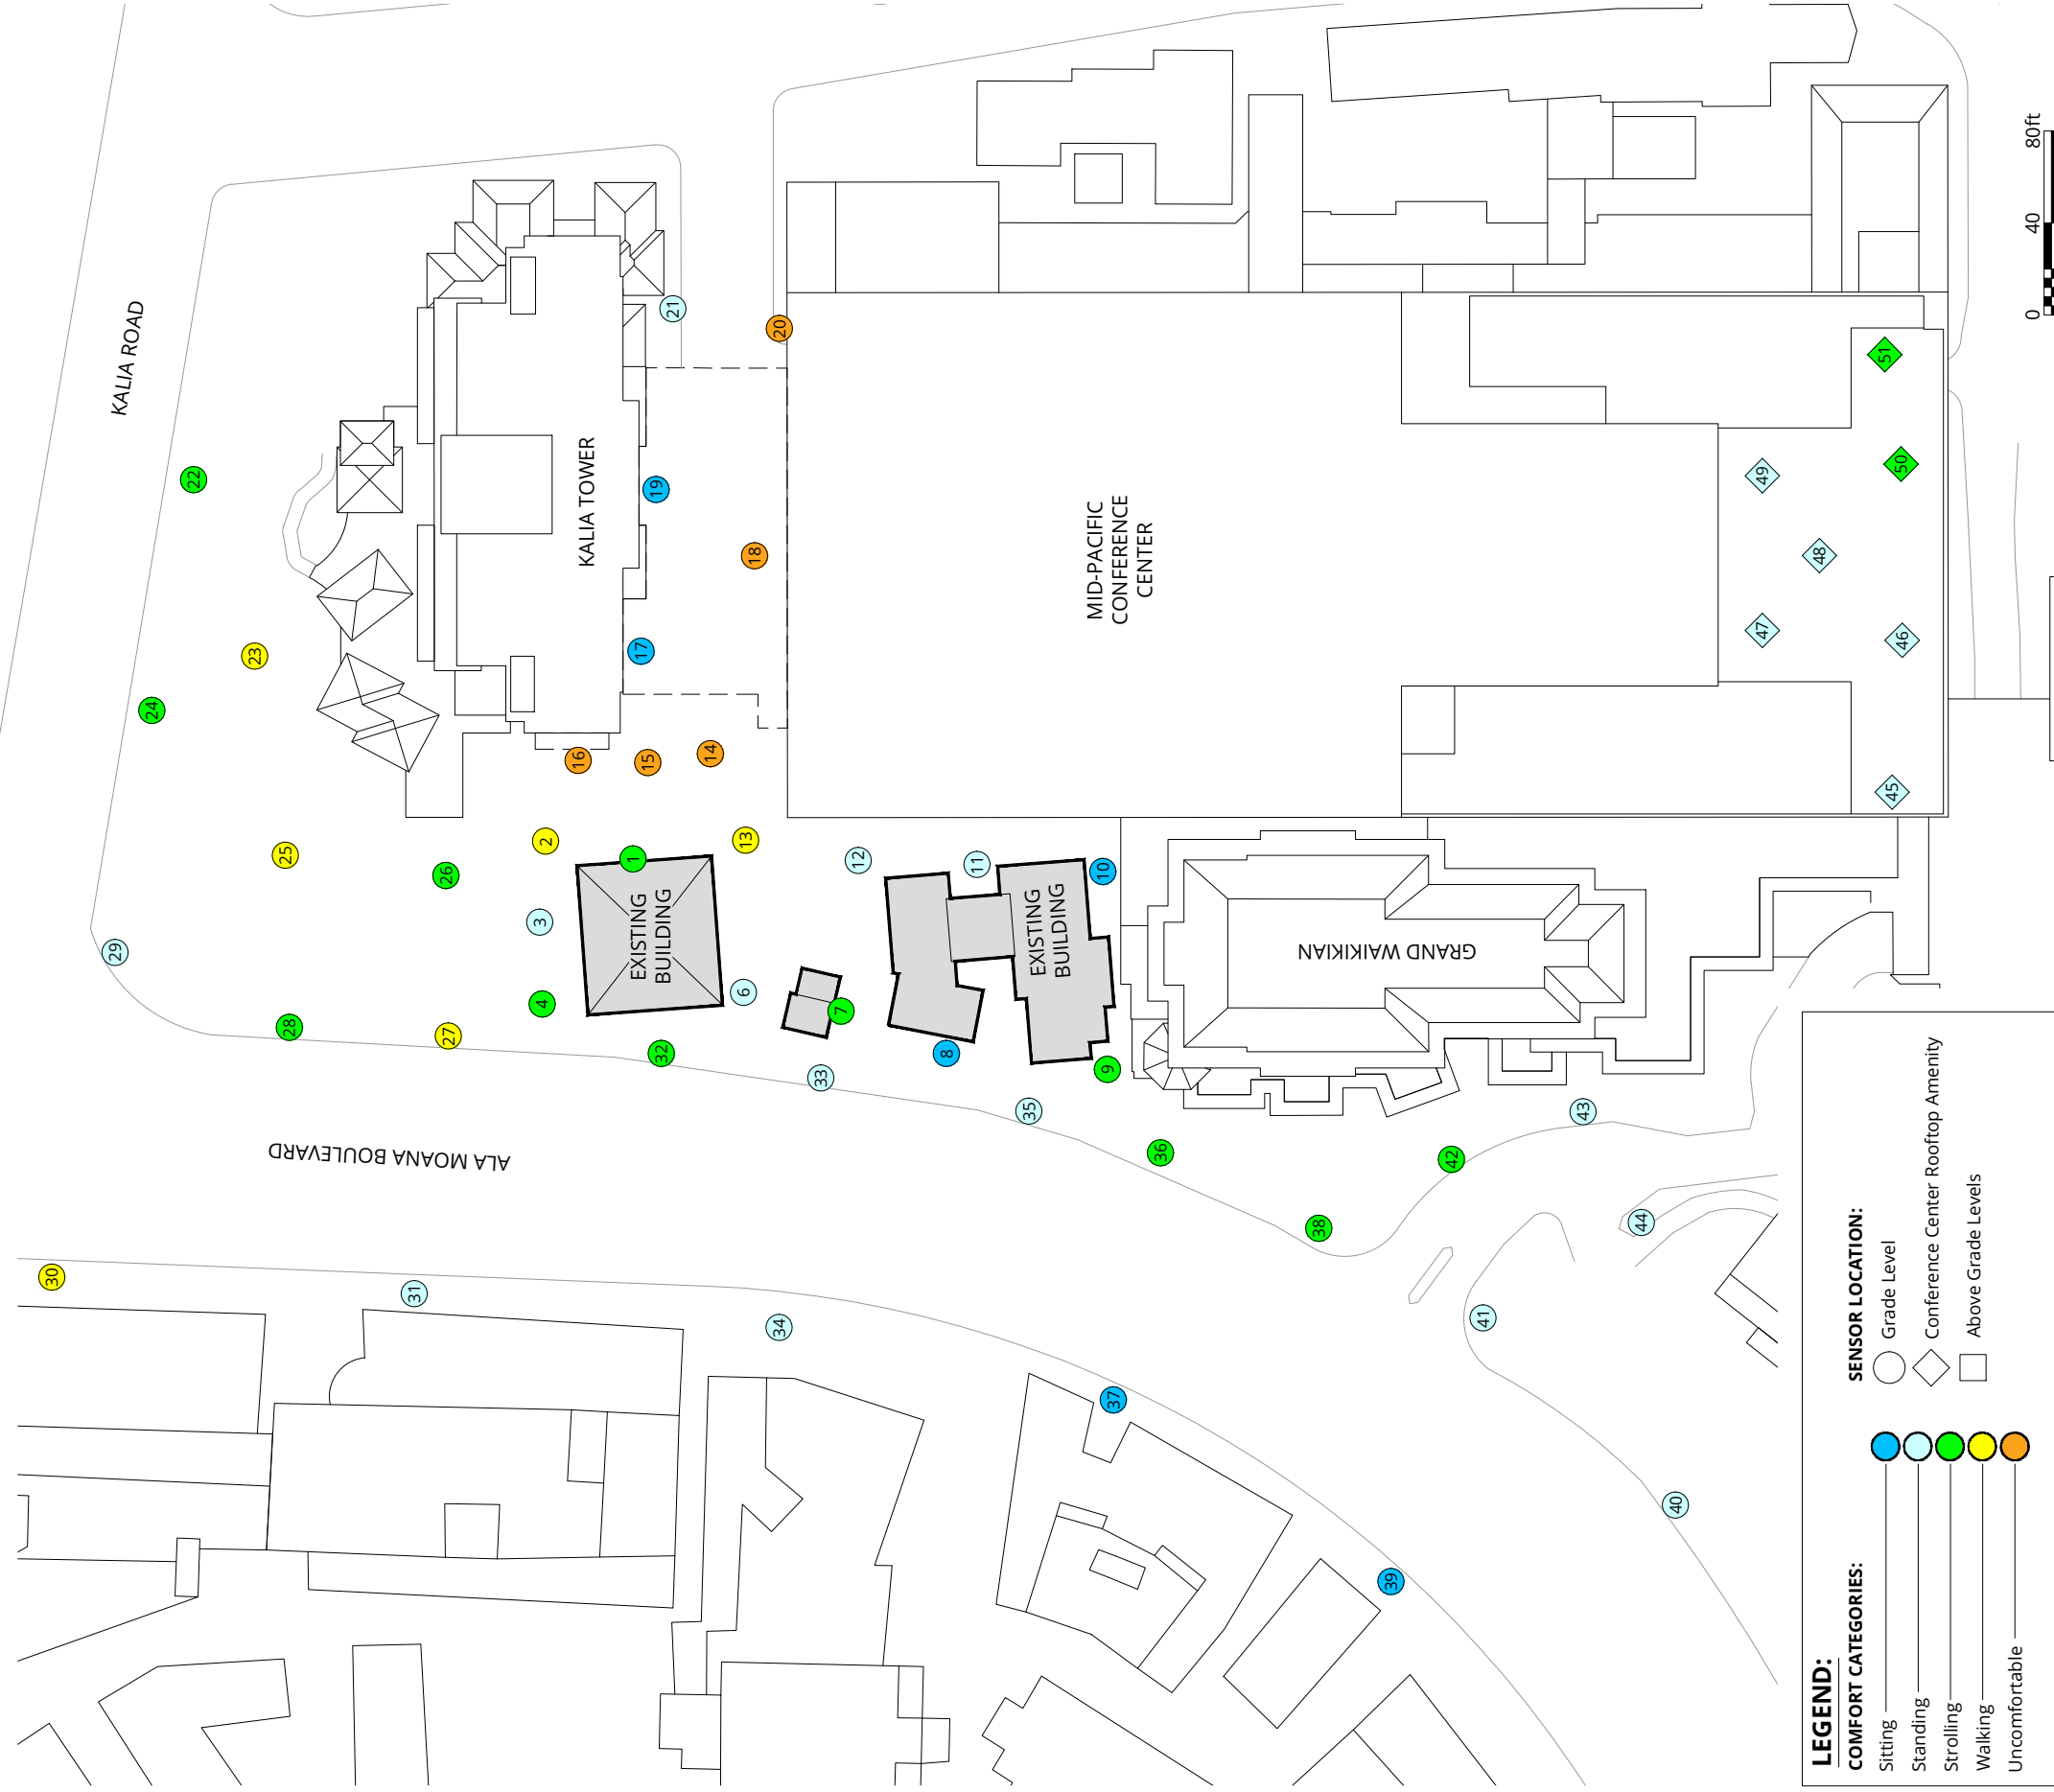 30
29
KALIA ROAD
24
22
23
25
28
ALA MOANA BOULEVARD
31
26
27
3
4
2
16
KALIA TOWER
1
17
EXISTING
BUILDING
15
19
32
21
14
6
13
18
34
20
33
7
12
8
11
35
EXISTING
BUILDING
10
9
37
MID-PACIFIC
CONFERENCE
CENTER
36
38
GRAND WAIKIKIAN
39
42
41
43
44
40
47
49
48
51
45
50
46
LEGEND:
COMFORT CATEGORIES:
Sitting
Standing
Strolling
Walking
Uncomfortable
SENSOR LOCATION:
Grade Level
Conference Center Rooftop Amenity
Above Grade Levels
0 40 80ft